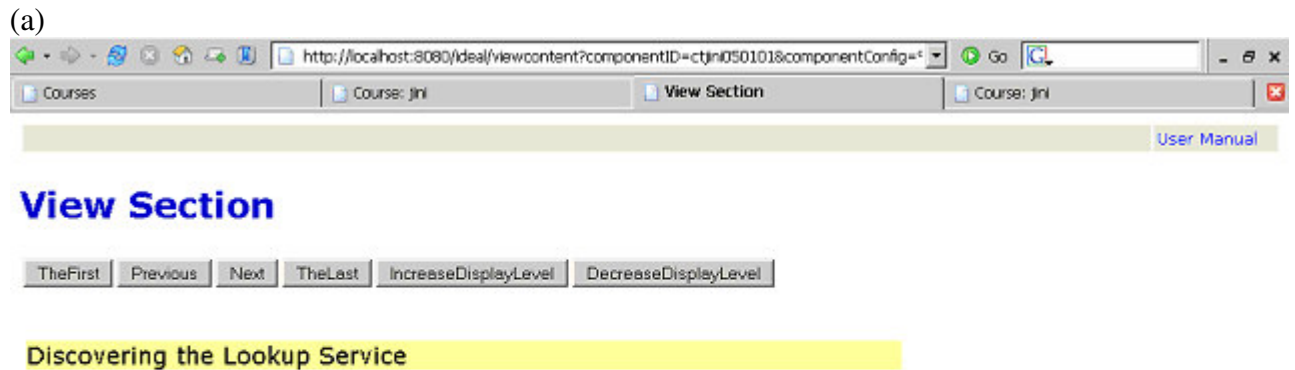 (a)
http://localhost:8080/ideal/viewcontent?componentID=ctjini050101&componentConfig= Go G
Courses Course: jini View Section Course: jini
User Manual
View Section
TheFirst Previous Next TheLast IncreaseDisplayLevel DecreaseDisplayLevel
Discovering the Lookup Service